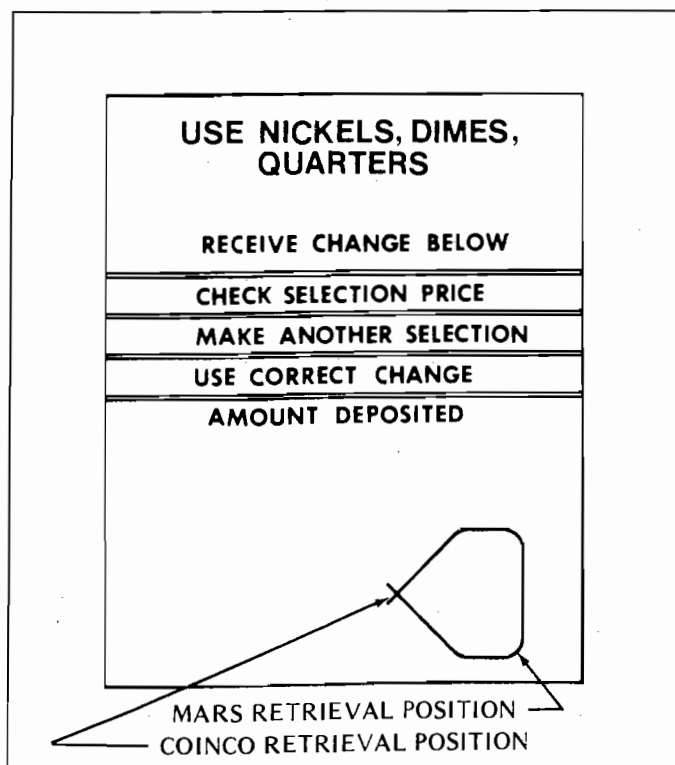 USE NICKELS, DIMES,
QUARTERS
RECEIVE CHANGE BELOW
CHECK SELECTION PRICE
MAKE ANOTHER SELECTION
USE CORRECT CHANGE
AMOUNT DEPOSITED
MARS RETRIEVAL POSITION
COINCO RETRIEVAL POSITION